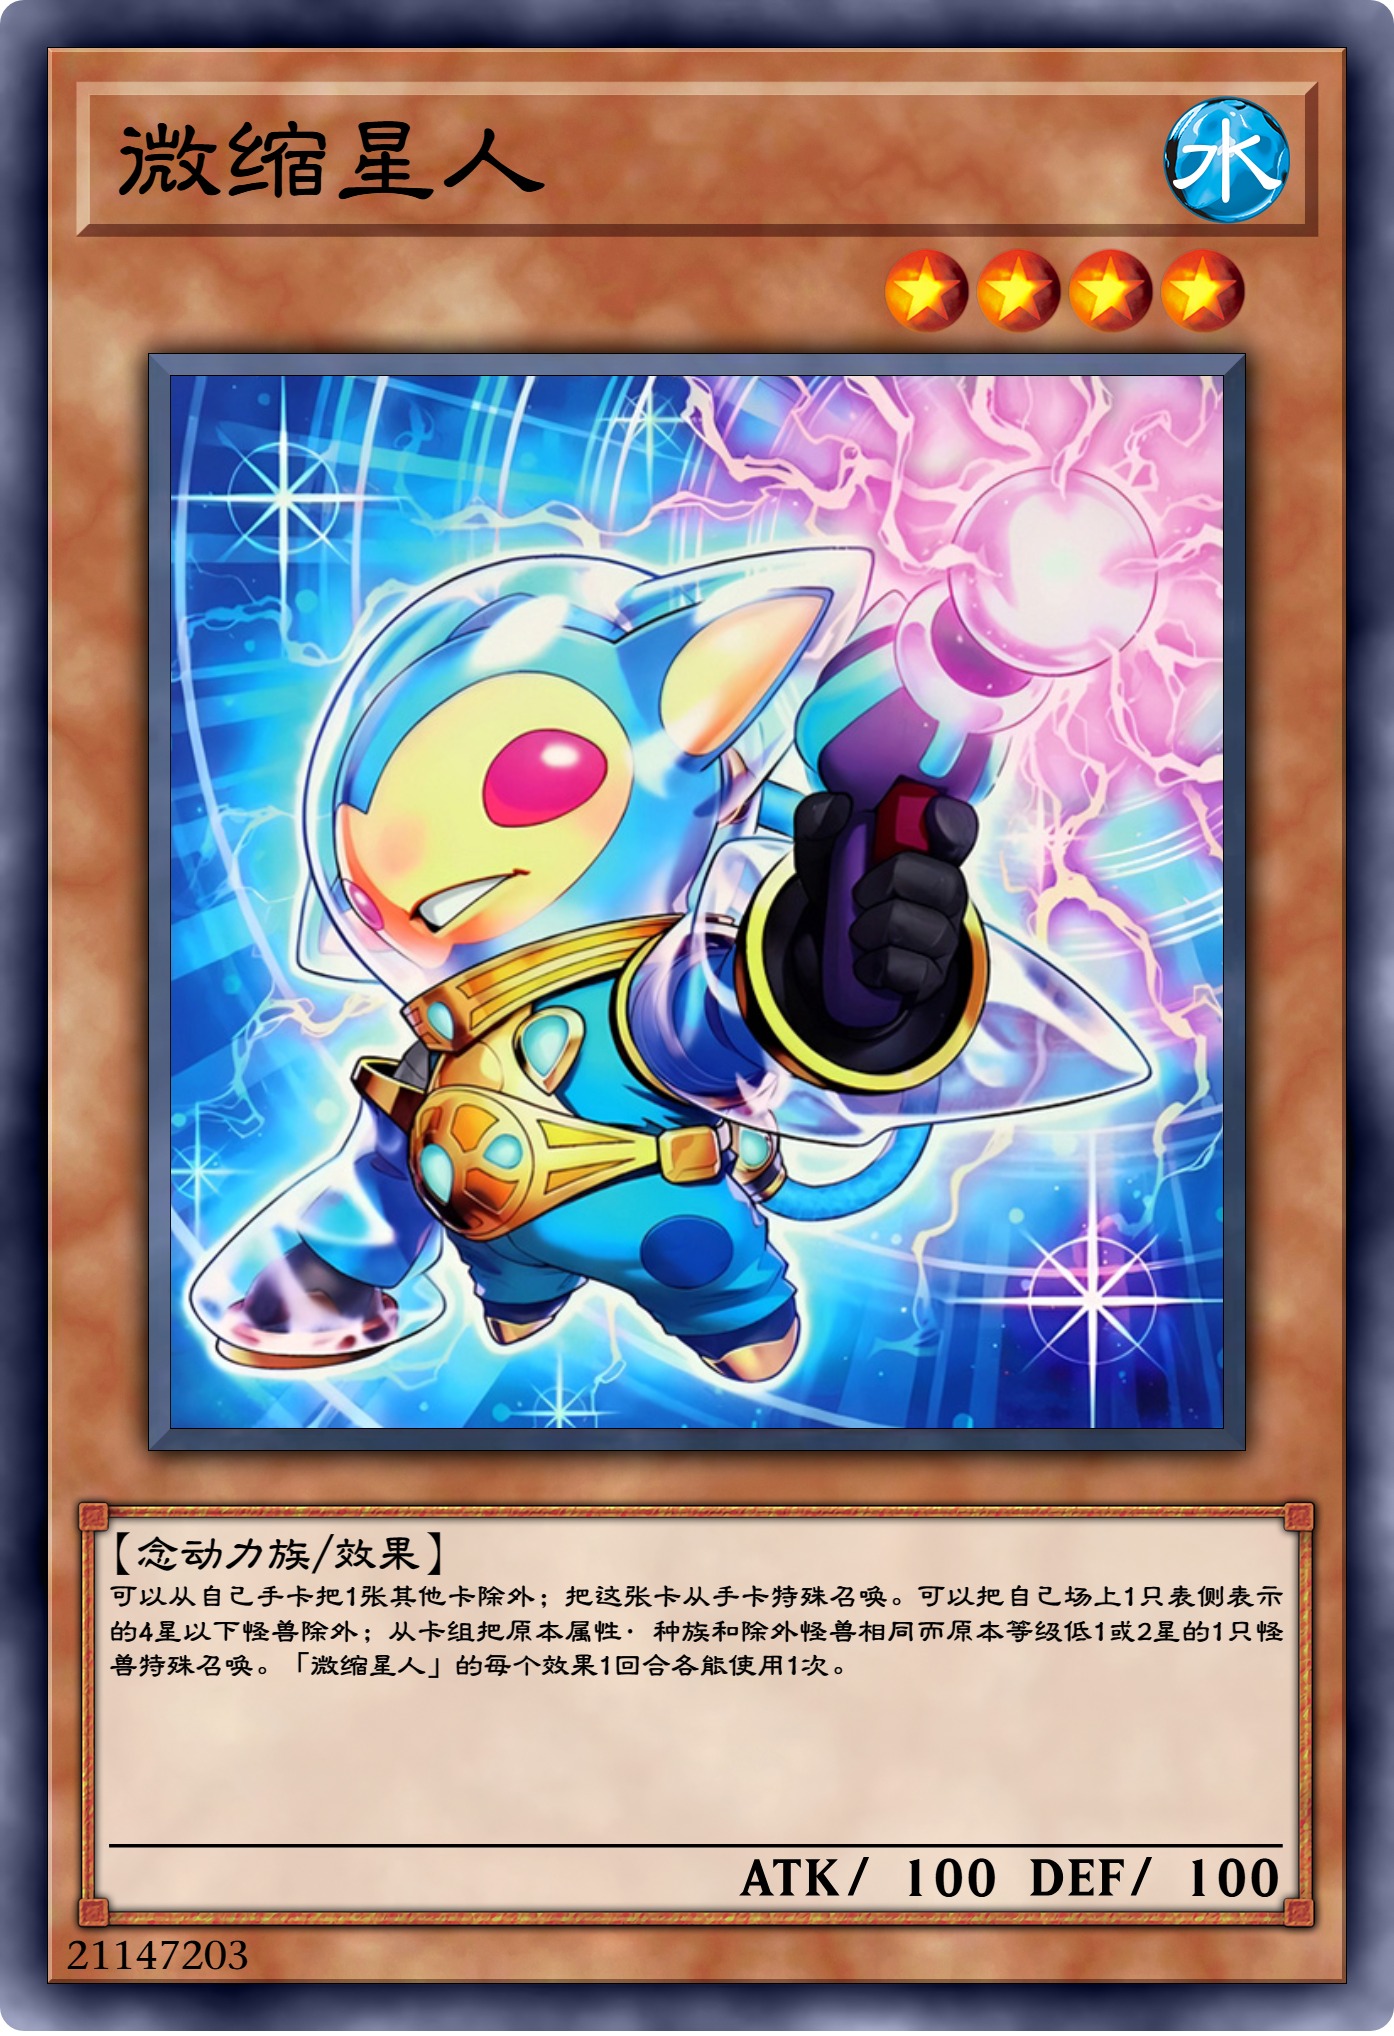 微缩星人
水
【念动力族/效果】
可以从自己手卡把1张其他卡除外；把这张卡从手卡特殊召唤。可以把自己场上1只表侧表示
的4星以下怪兽除外；从卡组把原本属性·种族和除外怪兽相同而原本等级低1或2星的1只怪
兽特殊召唤。「微缩星人」的每个效果1回合各能使用1次。
ATK/ 100 DEF/ 100
21147203